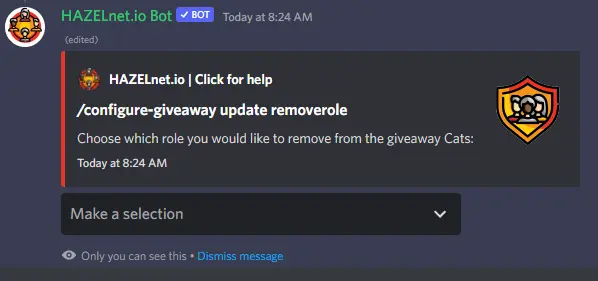 HAZELnet.io Bot ✓ BOT Today at 8:24 AM
(edited)
HAZELnet.io | Click for help
/configure-giveaway update removerole
Choose which role you would like to remove from the giveaway Cats:
Today at 8:24 AM
Make a selection
Only you can see this • Dismiss message